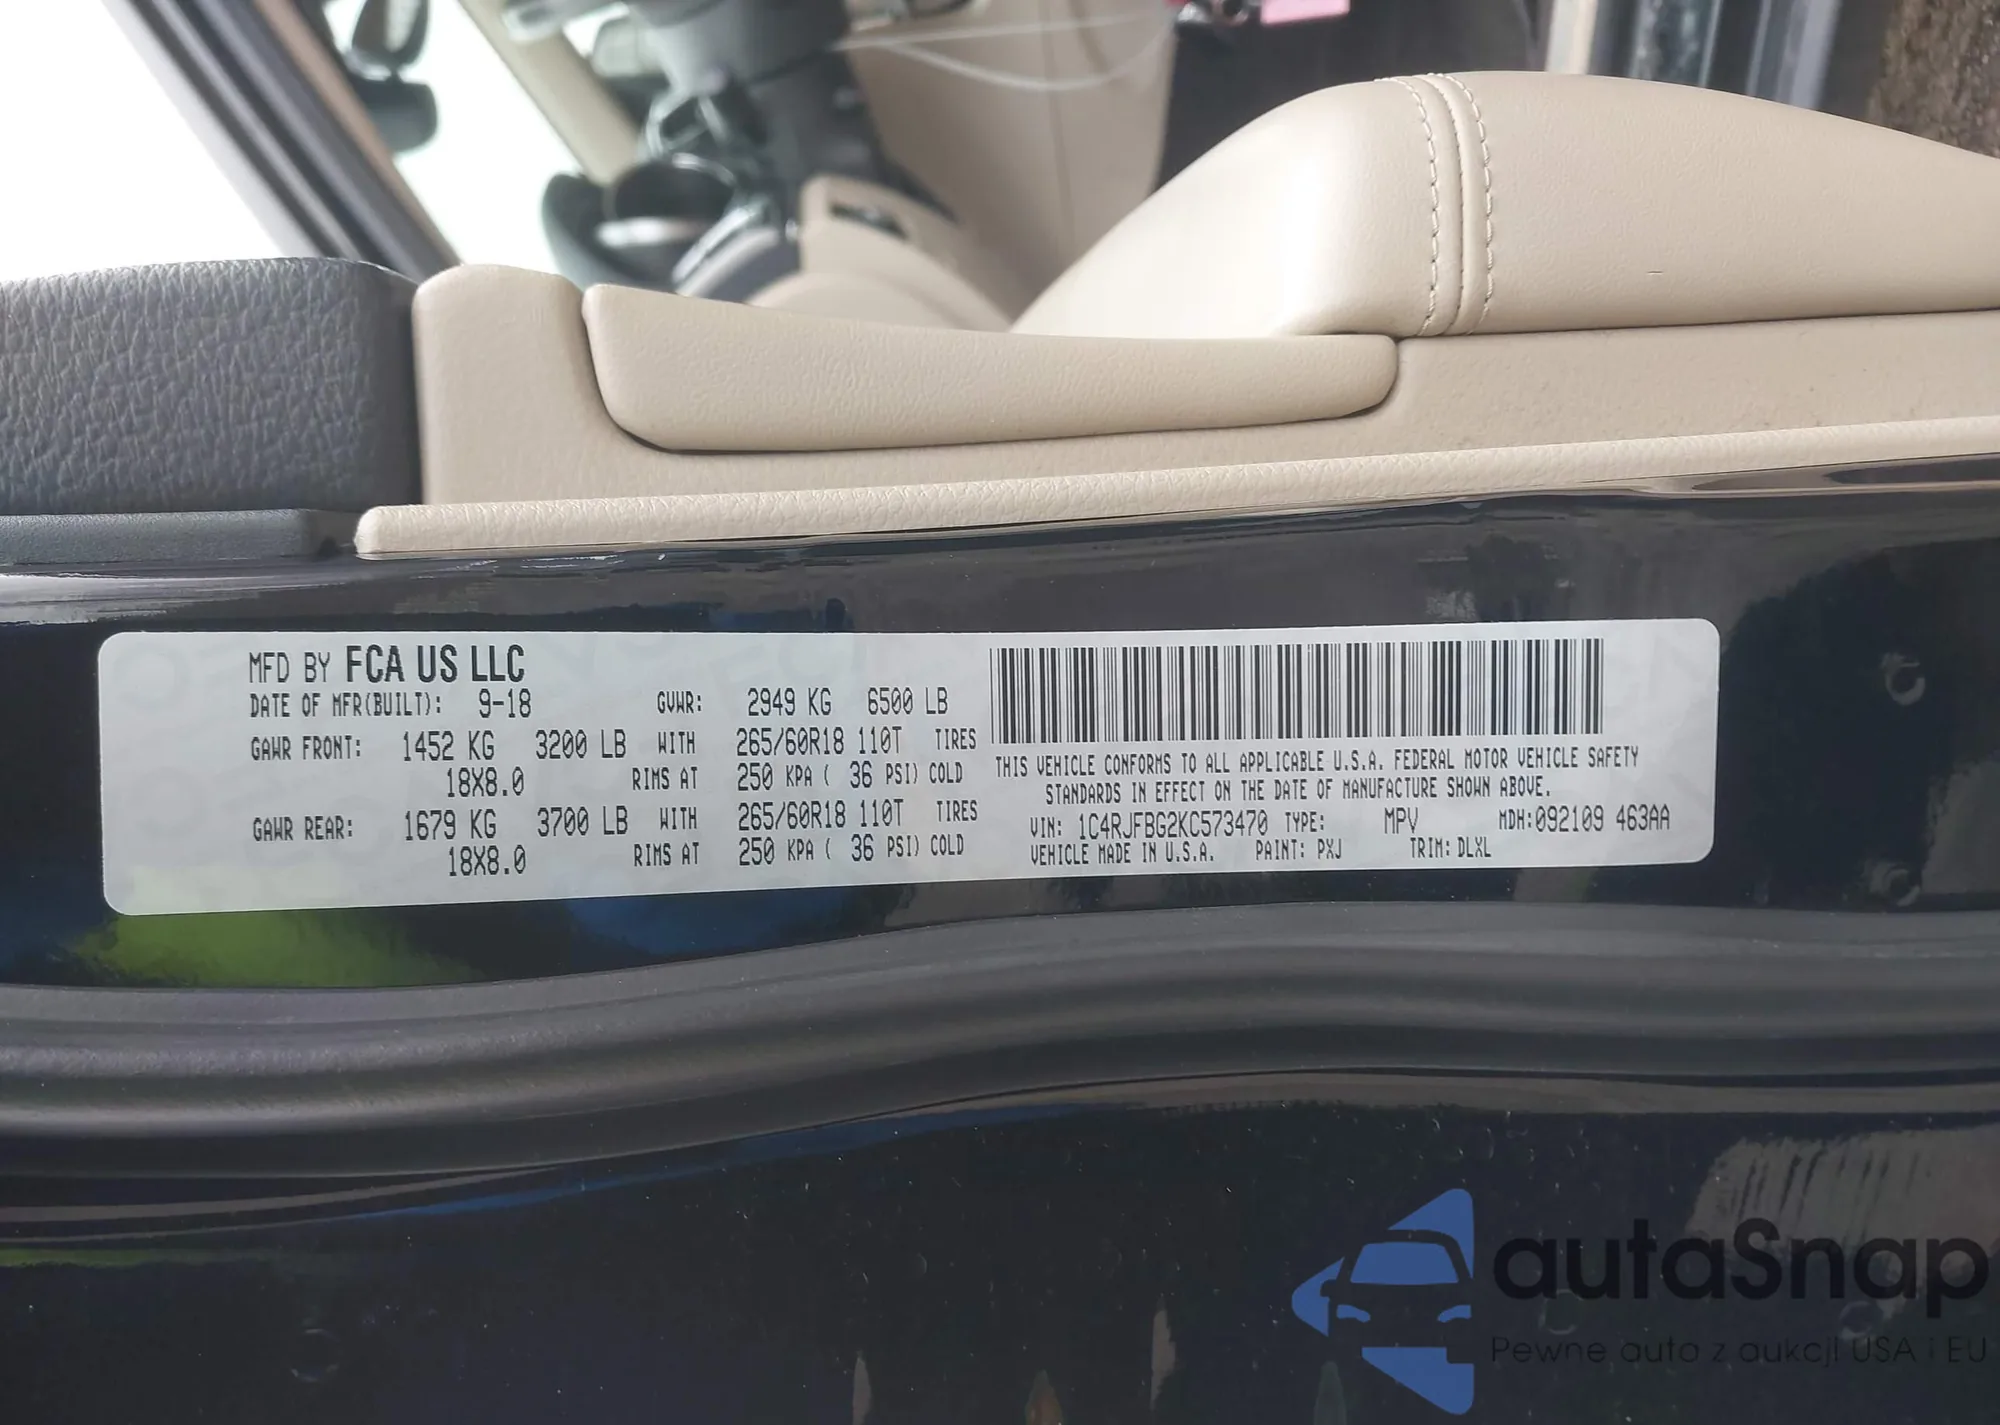 MFD BY FCA US LLC
DATE OF MFR(BUILT): 9-18 GVWR: 2949 KG 6500 LB
GAWR FRONT: 1452 KG 3200 LB WITH 265/60R18 110T TIRES
18X8.0 RIMS AT 250 KPA ( 36 PSI) COLD
GAWR REAR: 1679 KG 3700 LB WITH 265/60R18 110T TIRES
18X8.0 RIMS AT 250 KPA ( 36 PSI) COLD
THIS VEHICLE CONFORMS TO ALL APPLICABLE U.S.A. FEDERAL MOTOR VEHICLE SAFETY
STANDARDS IN EFFECT ON THE DATE OF MANUFACTURE SHOWN ABOVE.
VIN: 1C4RJFBG2KC573470 TYPE: MPV MDH:092109 463AA
VEHICLE MADE IN U.S.A. PAINT: PXJ TRIM: DLXL
autaSnap
Pewne auto z aukcji USA i EU